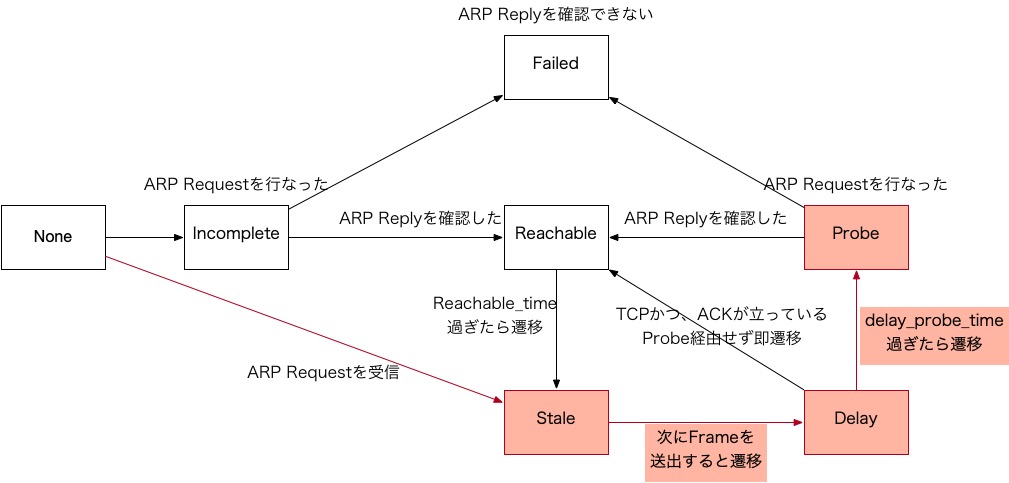 ARP Replyを確認できない
Failed
ARP Requestを行なった
ARP Requestを行なった
None
Incomplete
ARP Replyを確認した
Reachable
ARP Replyを確認した
Probe
Reachable_time
過ぎたら遷移
TCPかつ、ACKが立っている
Probe経由せず即遷移
delay_probe_time
過ぎたら遷移
ARP Requestを受信
Stale
次にFrameを
送出すると遷移
Delay